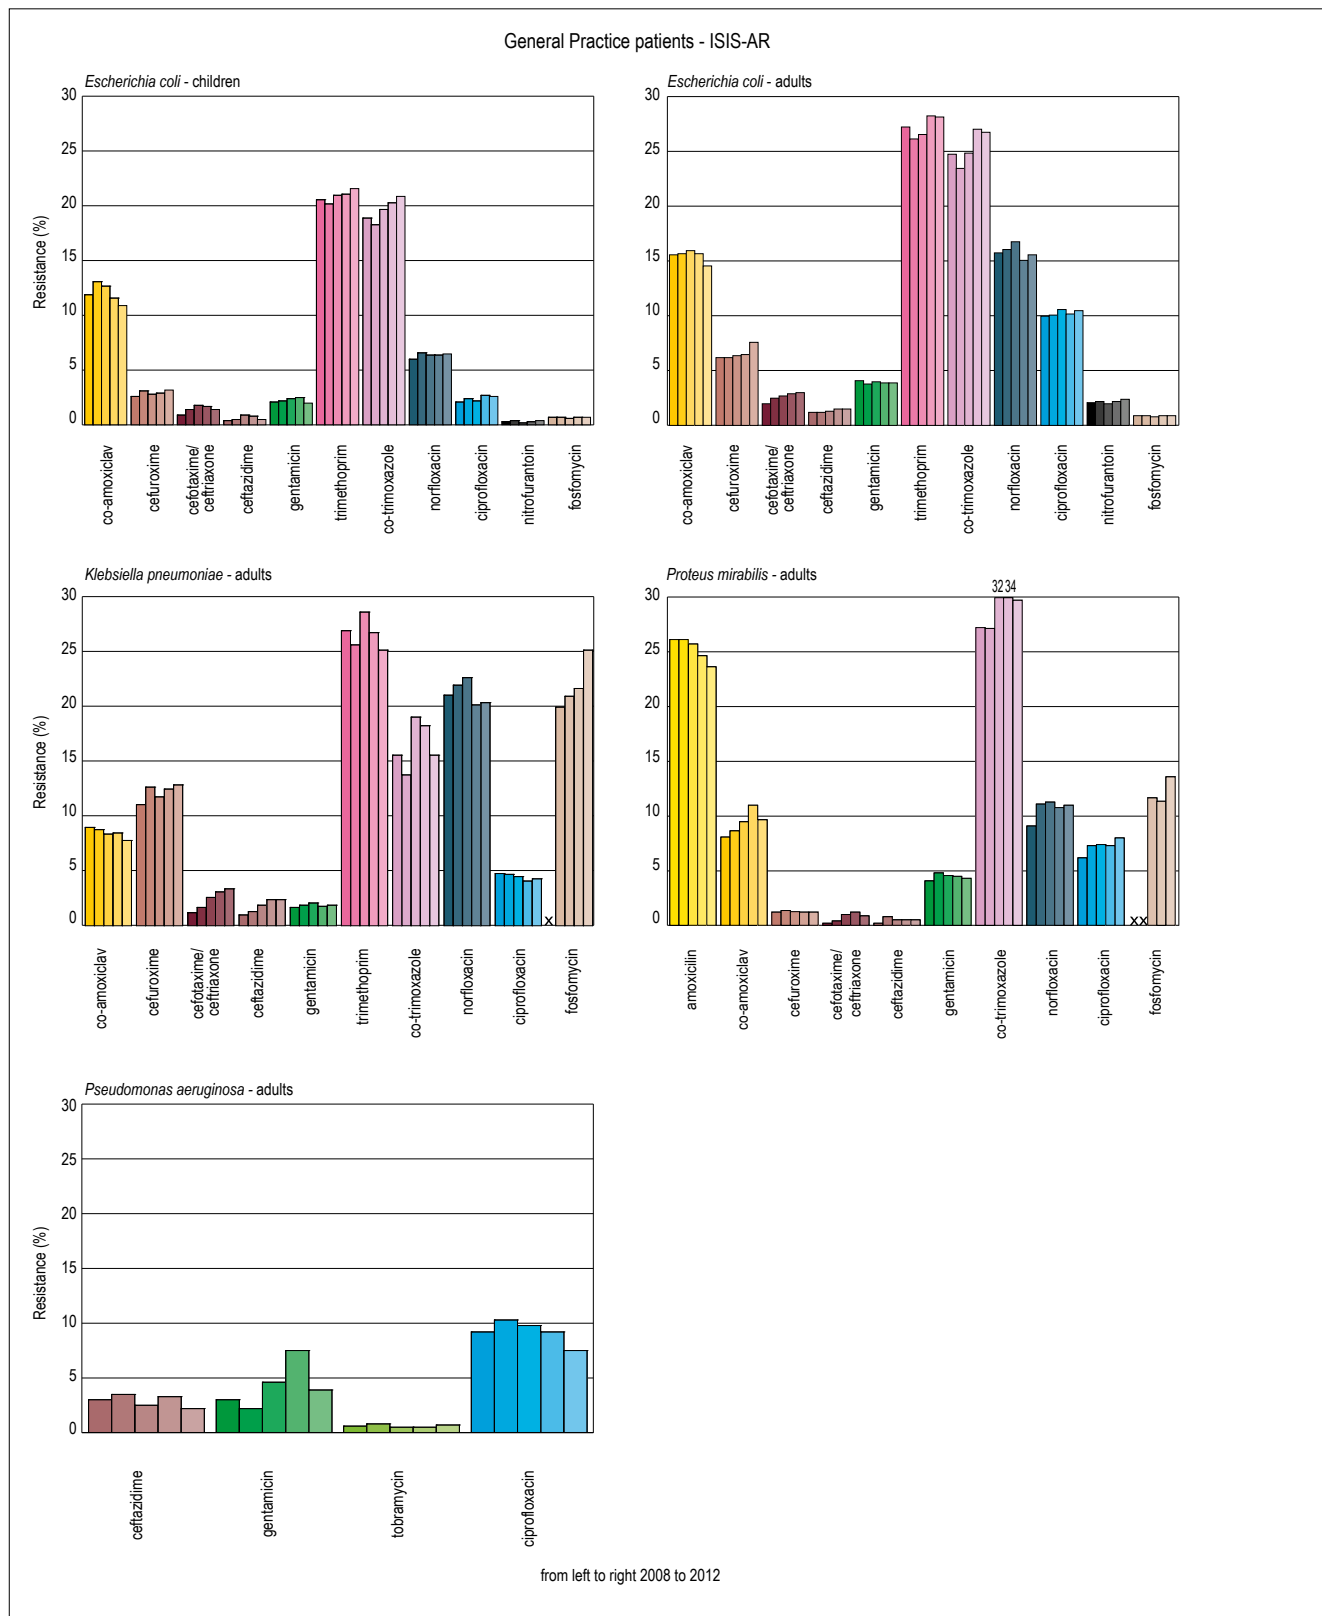 General Practice patients - ISIS-AR
Escherichia coli - children
Resistance (%)
30
25
20
15
10
5
0
co-amoxiclav
cefuroxime
cefotaxime/
ceftriaxone
ceftazidime
gentamicin
trimethoprim
co-trimoxazole
norfloxacin
ciprofloxacin
nitrofurantoin
fosfomycin
Escherichia coli - adults
30
25
20
15
10
5
0
co-amoxiclav
cefuroxime
cefotaxime/
ceftriaxone
ceftazidime
gentamicin
trimethoprim
co-trimoxazole
norfloxacin
ciprofloxacin
nitrofurantoin
fosfomycin
Klebsiella pneumoniae - adults
Resistance (%)
30
25
20
15
10
5
0
x
co-amoxiclav
cefuroxime
cefotaxime/
ceftriaxone
ceftazidime
gentamicin
trimethoprim
co-trimoxazole
norfloxacin
ciprofloxacin
fosfomycin
Proteus mirabilis - adults
32 34
30
25
20
15
10
5
0
x x
amoxicilin
co-amoxiclav
cefuroxime
cefotaxime/
ceftriaxone
ceftazidime
gentamicin
co-trimoxazole
norfloxacin
ciprofloxacin
fosfomycin
Pseudomonas aeruginosa - adults
Resistance (%)
30
25
20
15
10
5
0
ceftazidime
gentamicin
tobramycin
ciprofloxacin
from left to right 2008 to 2012